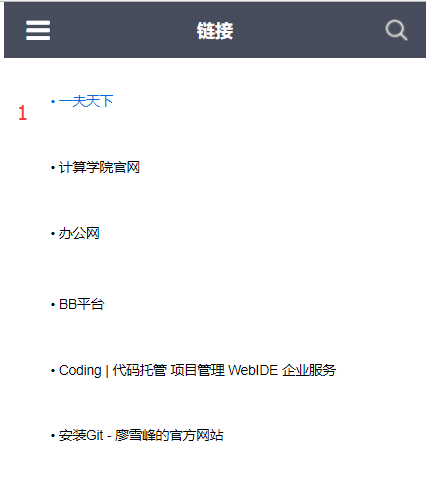 链接
• 一夫天下
1
• 计算学院官网
• 办公网
• BB平台
• Coding | 代码托管 项目管理 WebIDE 企业服务
• 安装Git - 廖雪峰的官方网站